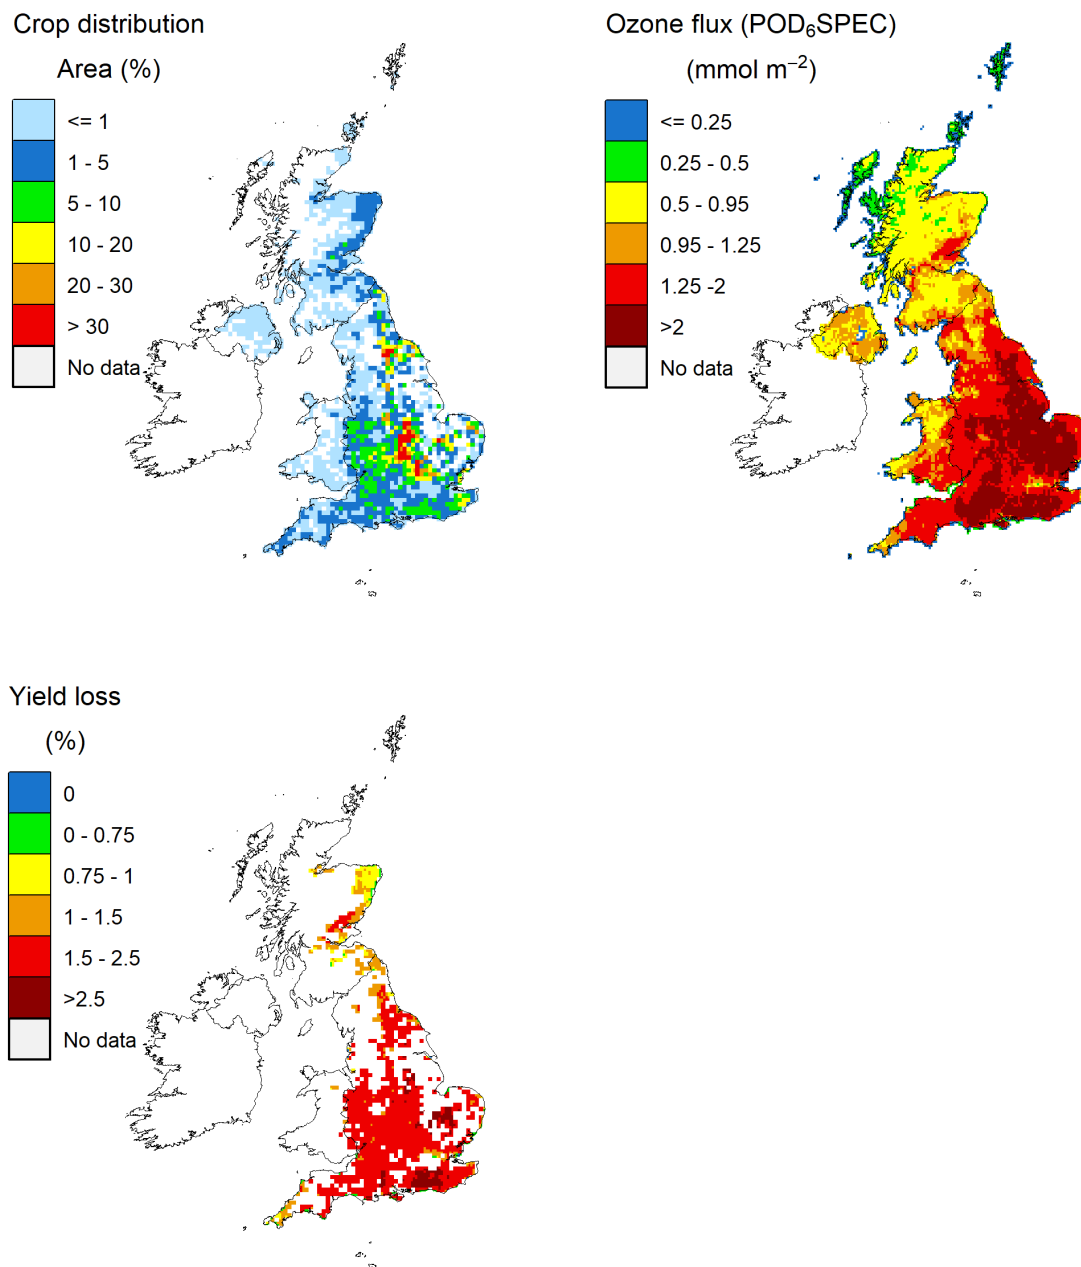 Crop distribution
Area (%)
<= 1
1 - 5
5 - 10
10 - 20
20 - 30
> 30
No data
Ozone flux (POD₆SPEC)
(mmol m⁻²)
<= 0.25
0.25 - 0.5
0.5 - 0.95
0.95 - 1.25
1.25 -2
>2
No data
Yield loss
(%)
0
0 - 0.75
0.75 - 1
1 - 1.5
1.5 - 2.5
>2.5
No data